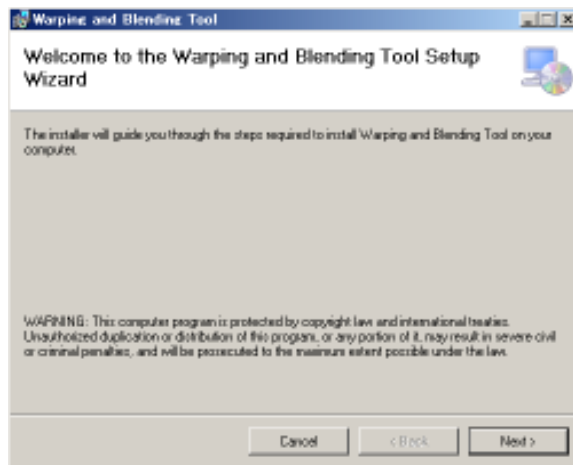 Warping and Blending Tool
Welcome to the Warping and Blending Tool Setup
Wizard
The installer will guide you through the steps required to install Warping and Blending Tool on your
computer.
WARNING: This computer program is protected by copyright law and international treaties.
Unauthorized duplication or distribution of this program, or any portion of it, may result in severe civil
or criminal penalties, and will be prosecuted to the maximum extent possible under the law.
Cancel < Back Next >